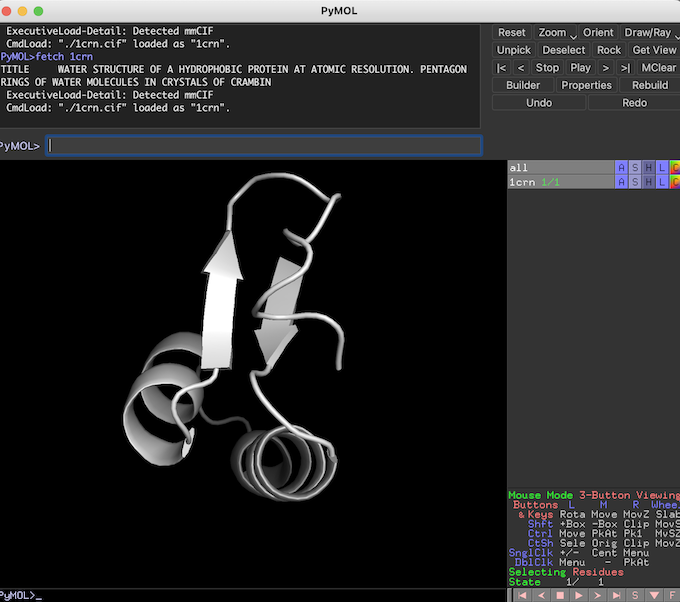 PyMOL
ExecutiveLoad-Detail: Detected mmCIF
CmdLoad: "./1crn.cif" loaded as "1crn".
PyMOL>fetch 1crn
TITLE     WATER STRUCTURE OF A HYDROPHOBIC PROTEIN AT ATOMIC RESOLUTION. PENTAGON
RINGS OF WATER MOLECULES IN CRYSTALS OF CRAMBIN
ExecutiveLoad-Detail: Detected mmCIF
CmdLoad: "./1crn.cif" loaded as "1crn".
Reset Zoom Orient Draw/Ray
Unpick Deselect Rock Get View
|< < Stop Play > >| MClear
Builder Properties Rebuild
Undo Redo
PyMOL>
all A S H L C
1crn 1/1 A S H L C
Mouse Mode 3-Button Viewing
Buttons L M R Wheel
& Keys Rota Move MovZ Slab
Shft +Box -Box Clip MovS
Ctrl Move PkAt Pk1 MvSZ
CtSh Sele Orig Clip MovZ
SnglClk +/- Cent Menu
DblClk Menu - PkAt
Selecting Residues
State 1/ 1
PyMOL>_
S F